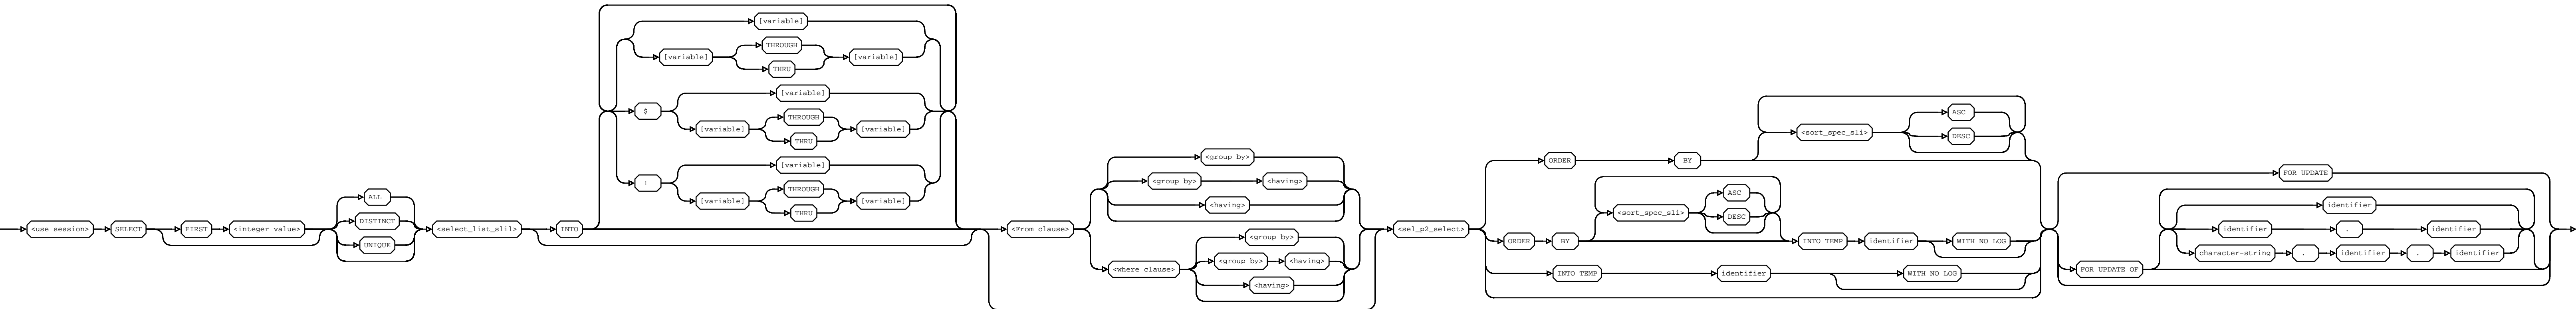 <use session>
SELECT
FIRST
<integer value>
ALL
DISTINCT
UNIQUE
<select_list_slil>
INTO
[variable]
[variable]
THROUGH
THRU
[variable]
$
[variable]
[variable]
THROUGH
THRU
[variable]
:
[variable]
[variable]
THROUGH
THRU
[variable]
<From clause>
<group by>
<group by>
<having>
<having>
<where clause>
<group by>
<group by>
<having>
<having>
<sel_p2_select>
ORDER
BY
<sort_spec_sli>
ASC
DESC
ORDER
BY
<sort_spec_sli>
ASC
DESC
INTO TEMP
identifier
WITH NO LOG
INTO TEMP
identifier
WITH NO LOG
FOR UPDATE
FOR UPDATE OF
identifier
identifier
.
identifier
character-string
.
identifier
.
identifier